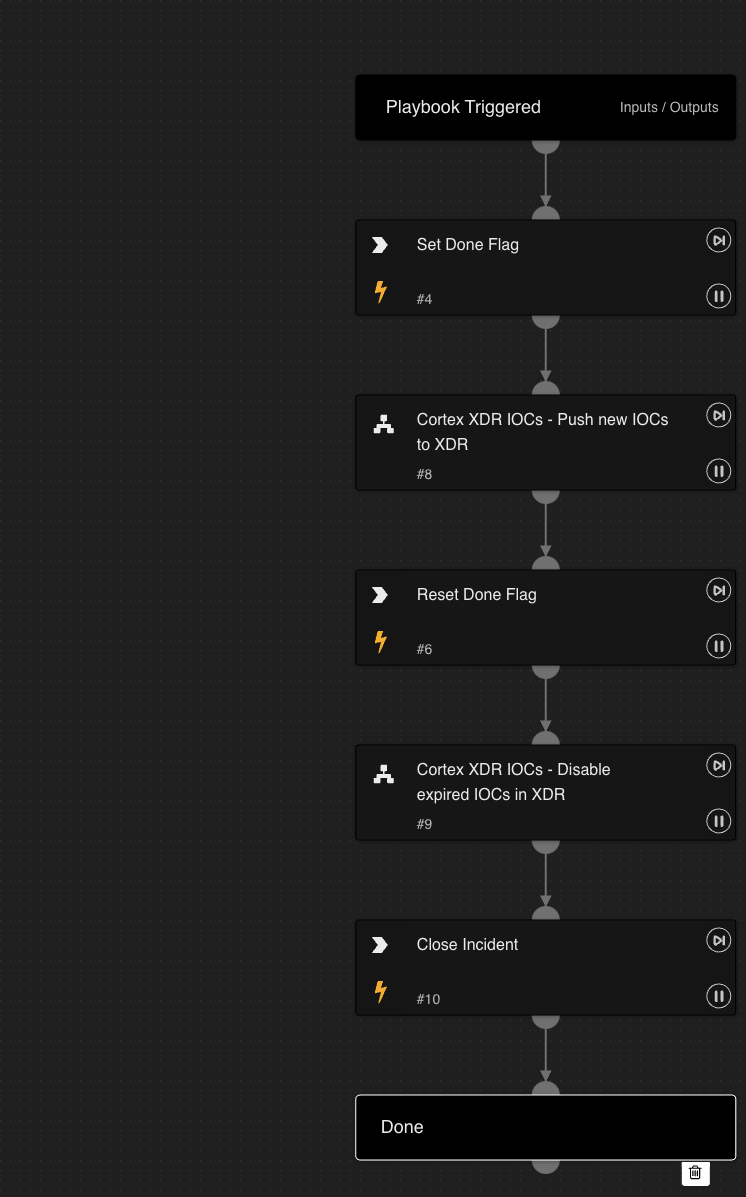 Playbook Triggered Inputs / Outputs
Set Done Flag
#4
Cortex XDR IOCs - Push new IOCs
to XDR
#8
Reset Done Flag
#6
Cortex XDR IOCs - Disable
expired IOCs in XDR
#9
Close Incident
#10
Done